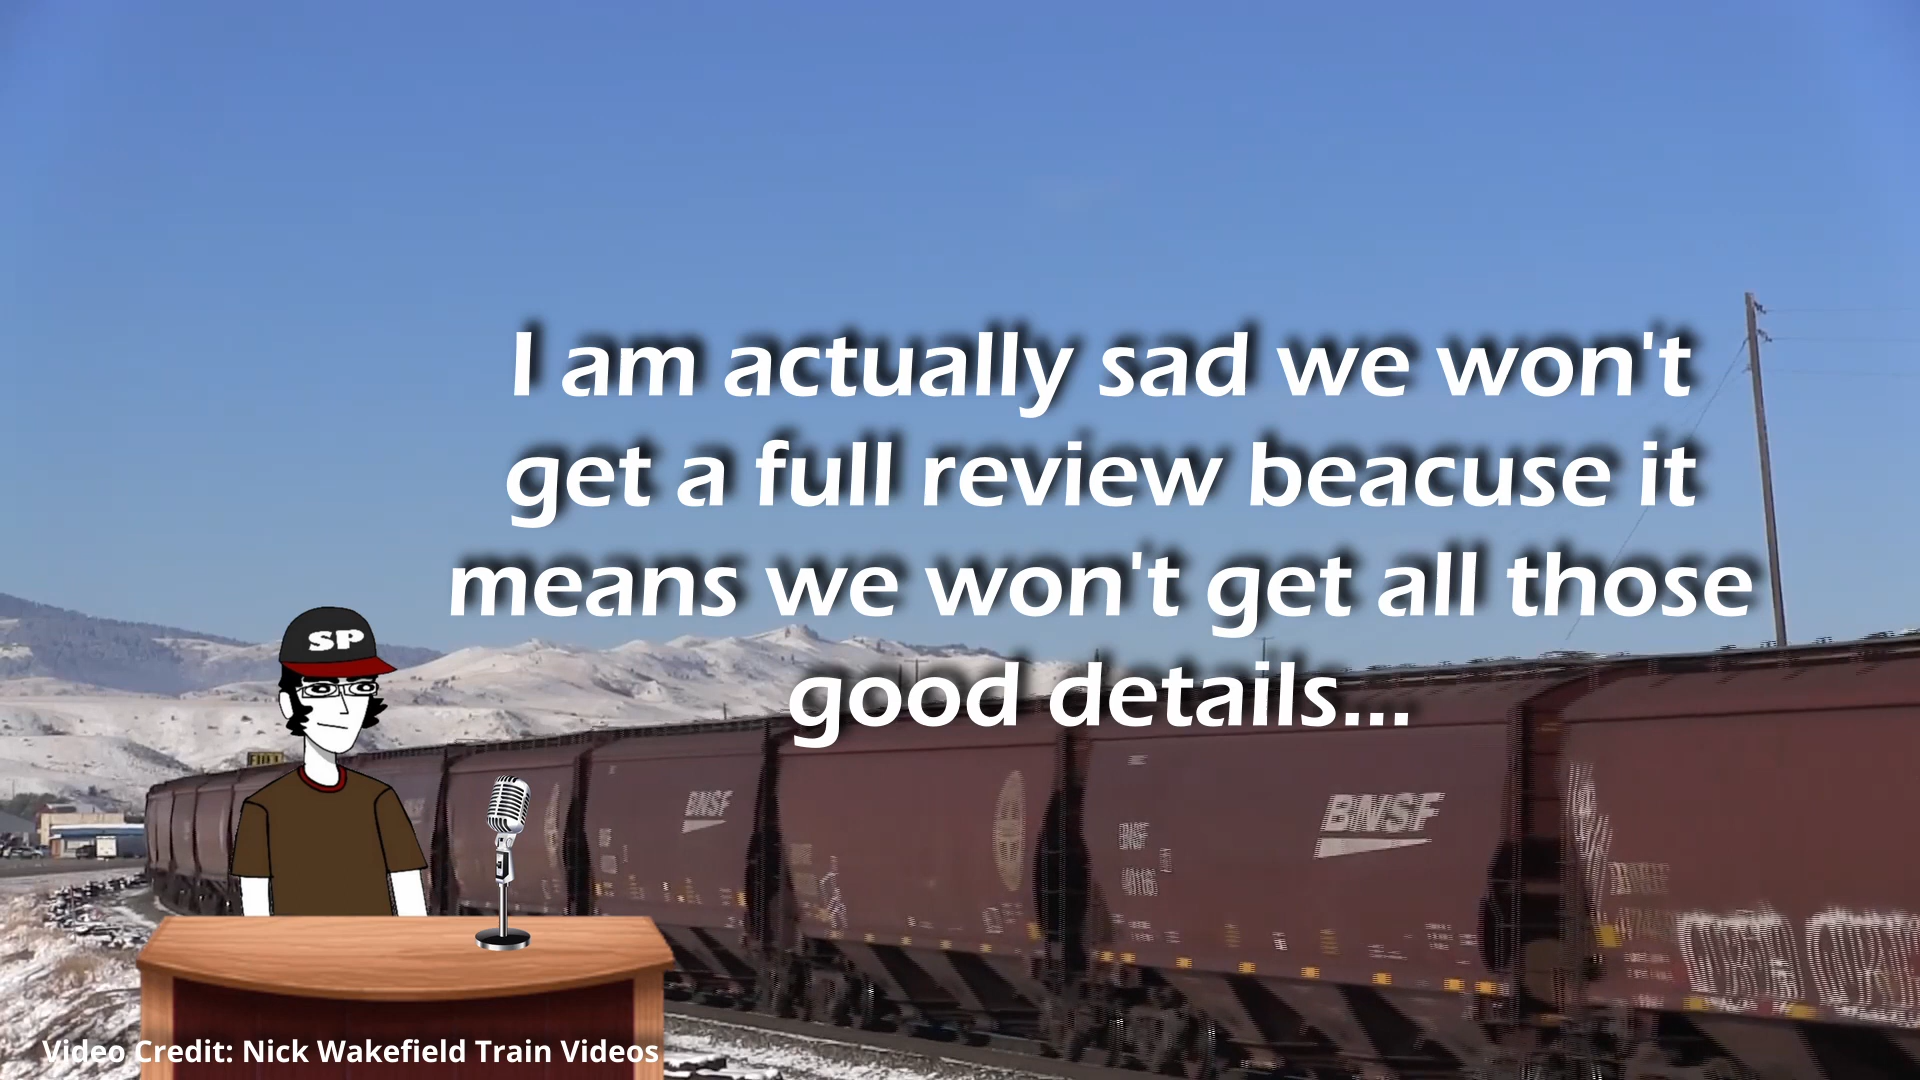 I am actually sad we won't
get a full review beacuse it
means we won't get all those
good details...
SP
BNSF
BNSF
BNSF
Video Credit: Nick Wakefield Train Videos